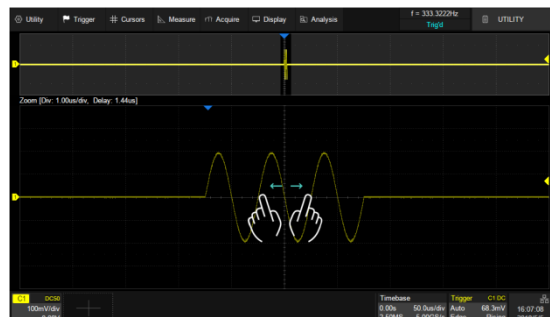 Utility Trigger Cursors Measure Acquire Display Analysis
f = 333.3222Hz
Trig'd
UTILITY
Zoom [Div: 1.00us/div, Delay: 1.44us]
C1 DC50
100mV/div
Timebase
0.00s 50.0us/div
Trigger C1 DC
Auto 68.3mV
16:07:08